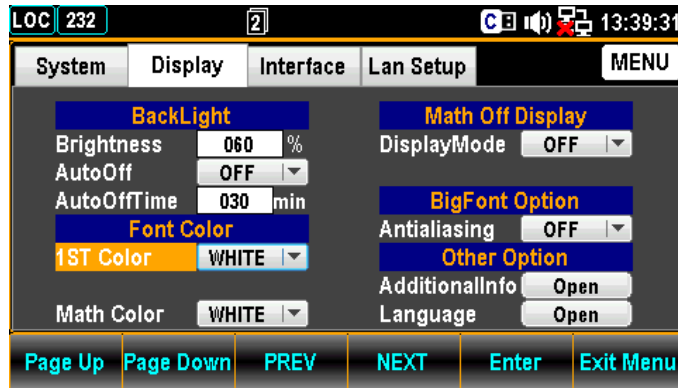 LOC 232 2 C 13:39:31
System Display Interface Lan Setup MENU
BackLight
Brightness 060 %
AutoOff OFF
AutoOffTime 030 min
Font Color
1ST Color WHITE
Math Color WHITE
Math Off Display
DisplayMode OFF
BigFont Option
Antialiasing OFF
Other Option
AdditionalInfo Open
Language Open
Page Up Page Down PREV NEXT Enter Exit Menu